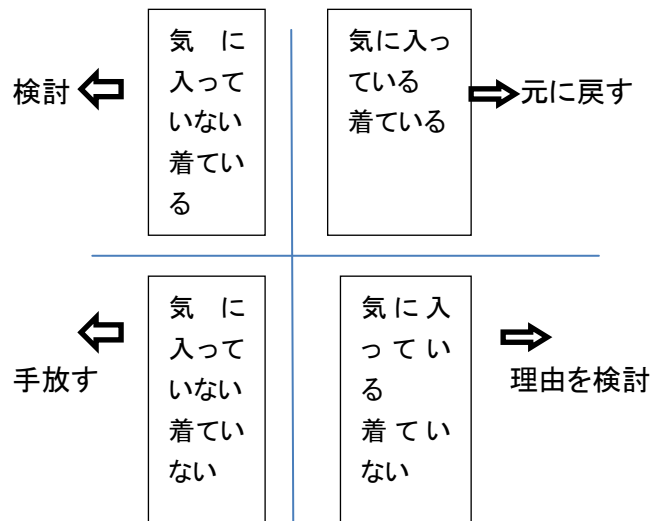 検討
気に
入って
いない
着てい
る
気に入っ
ている
着ている
元に戻す
手放す
気に
入って
いない
着てい
ない
気に入
ってい
る
着てい
ない
理由を検討